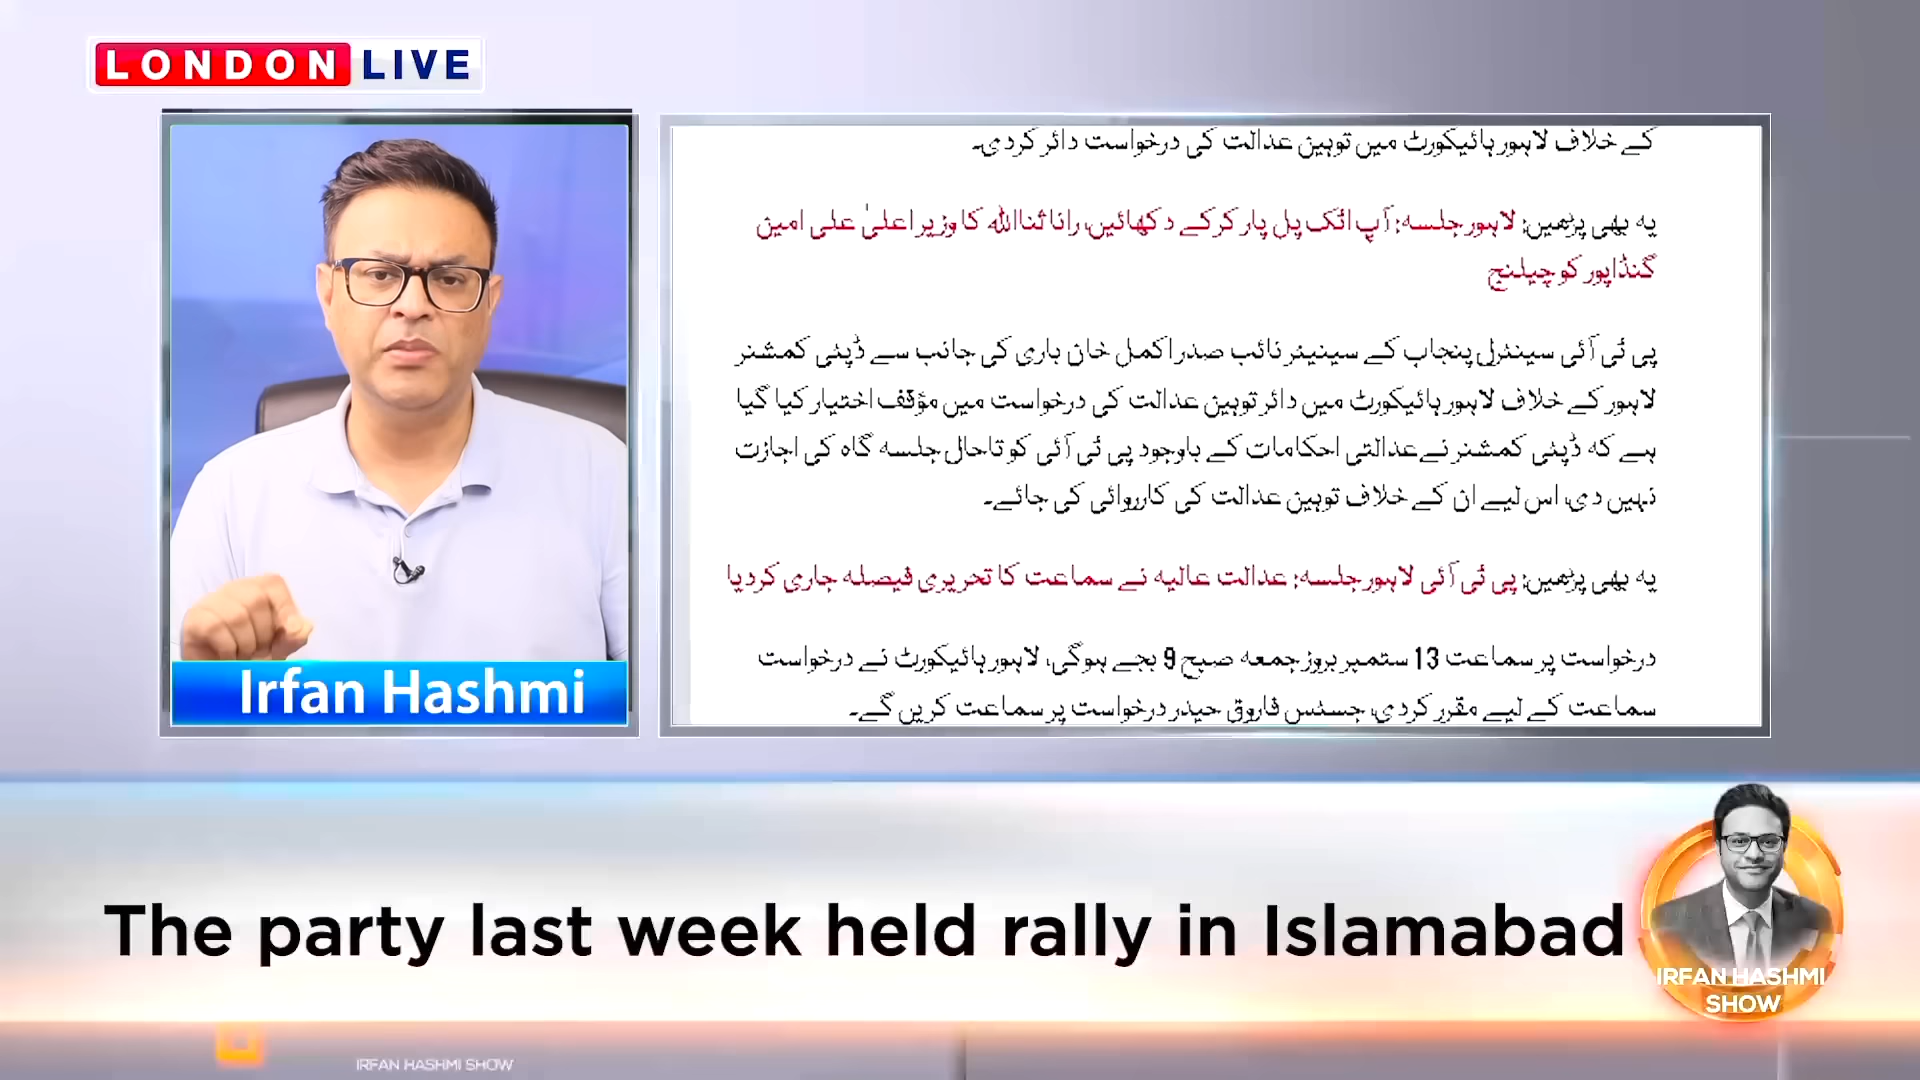 LONDON LIVE
کے خلاف لاہور ہائیکورٹ میں توہین عدالت کی درخواست دائر کردی۔
یہ بھی پڑھیں: لاہور جلسہ: آپ اٹک پل پار کرکے دکھائیں، رانا ثنااللہ کا وزیر اعلیٰ علی امین
گنڈاپور کو چیلنج
پی ٹی آئی سینٹرل پنجاب کے سینیئر نائب صدر اکمل خان باری کی جانب سے ڈپٹی کمشنر
لاہور کے خلاف لاہور ہائیکورٹ میں دائر توہین عدالت کی درخواست میں مؤقف اختیار کیا گیا
ہے کہ ڈپٹی کمشنر نے عدالتی احکامات کے باوجود پی ٹی آئی کو تاحال جلسہ گاہ کی اجازت
نہیں دی، اس لیے ان کے خلاف توہین عدالت کی کارروائی کی جائے۔
یہ بھی پڑھیں: پی ٹی آئی لاہور جلسہ: عدالت عالیہ نے سماعت کا تحریری فیصلہ جاری کردیا
درخواست پر سماعت 13 ستمبر بروز جمعہ صبح 9 بجے ہوگی، لاہور ہائیکورٹ نے درخواست
سماعت کے لیے مقرر کردی، جسٹس فاروق حیدر درخواست پر سماعت کریں گے۔
Irfan Hashmi
The party last week held rally in Islamabad
IRFAN HASHMI
SHOW
IRFAN HASHMI SHOW